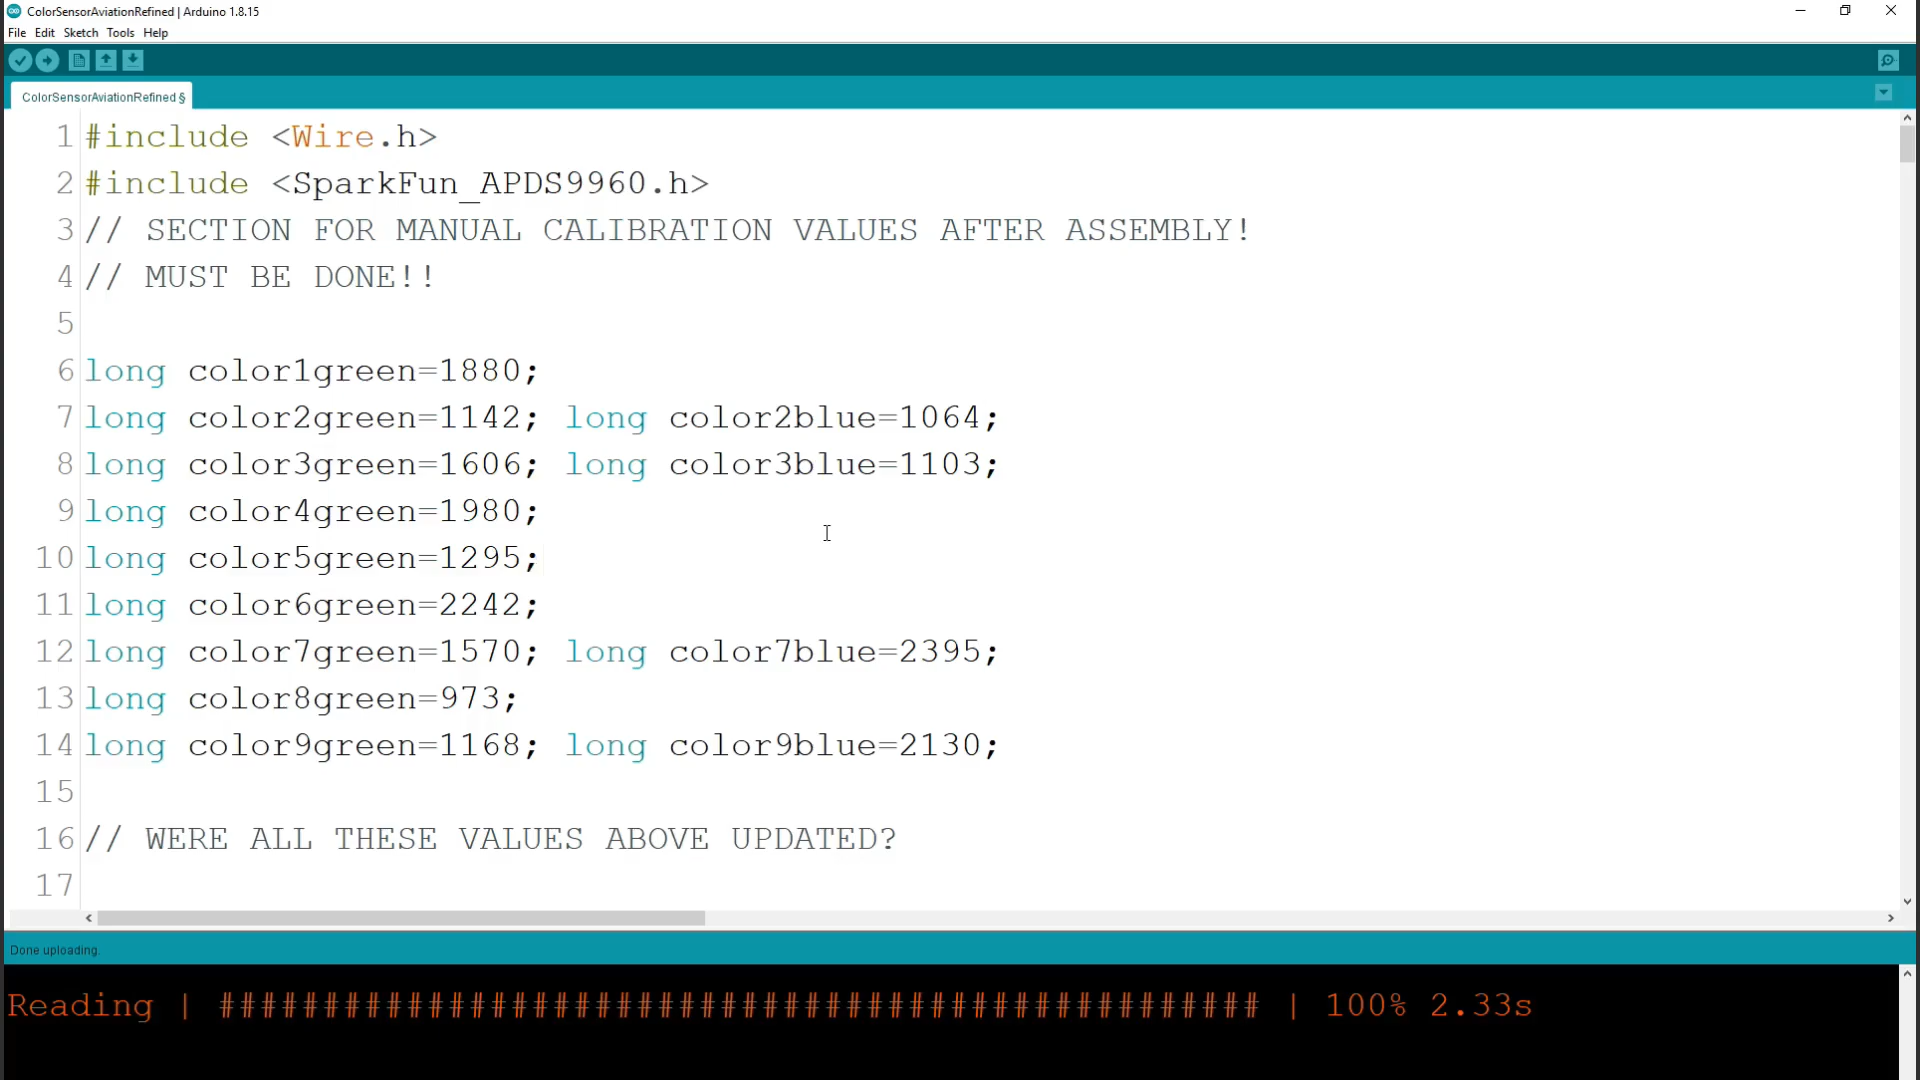 ColorSensorAviationRefined | Arduino 1.8.15
File Edit Sketch Tools Help
ColorSensorAviationRefined §
1 #include <Wire.h>
2 #include <SparkFun_APDS9960.h>
3 // SECTION FOR MANUAL CALIBRATION VALUES AFTER ASSEMBLY!
4 // MUST BE DONE!!
5
6 long color1green=1880;
7 long color2green=1142; long color2blue=1064;
8 long color3green=1606; long color3blue=1103;
9 long color4green=1980;
10 long color5green=1295;
11 long color6green=2242;
12 long color7green=1570; long color7blue=2395;
13 long color8green=973;
14 long color9green=1168; long color9blue=2130;
15
16 // WERE ALL THESE VALUES ABOVE UPDATED?
17
Done uploading.
Reading | ################################################## | 100% 2.33s